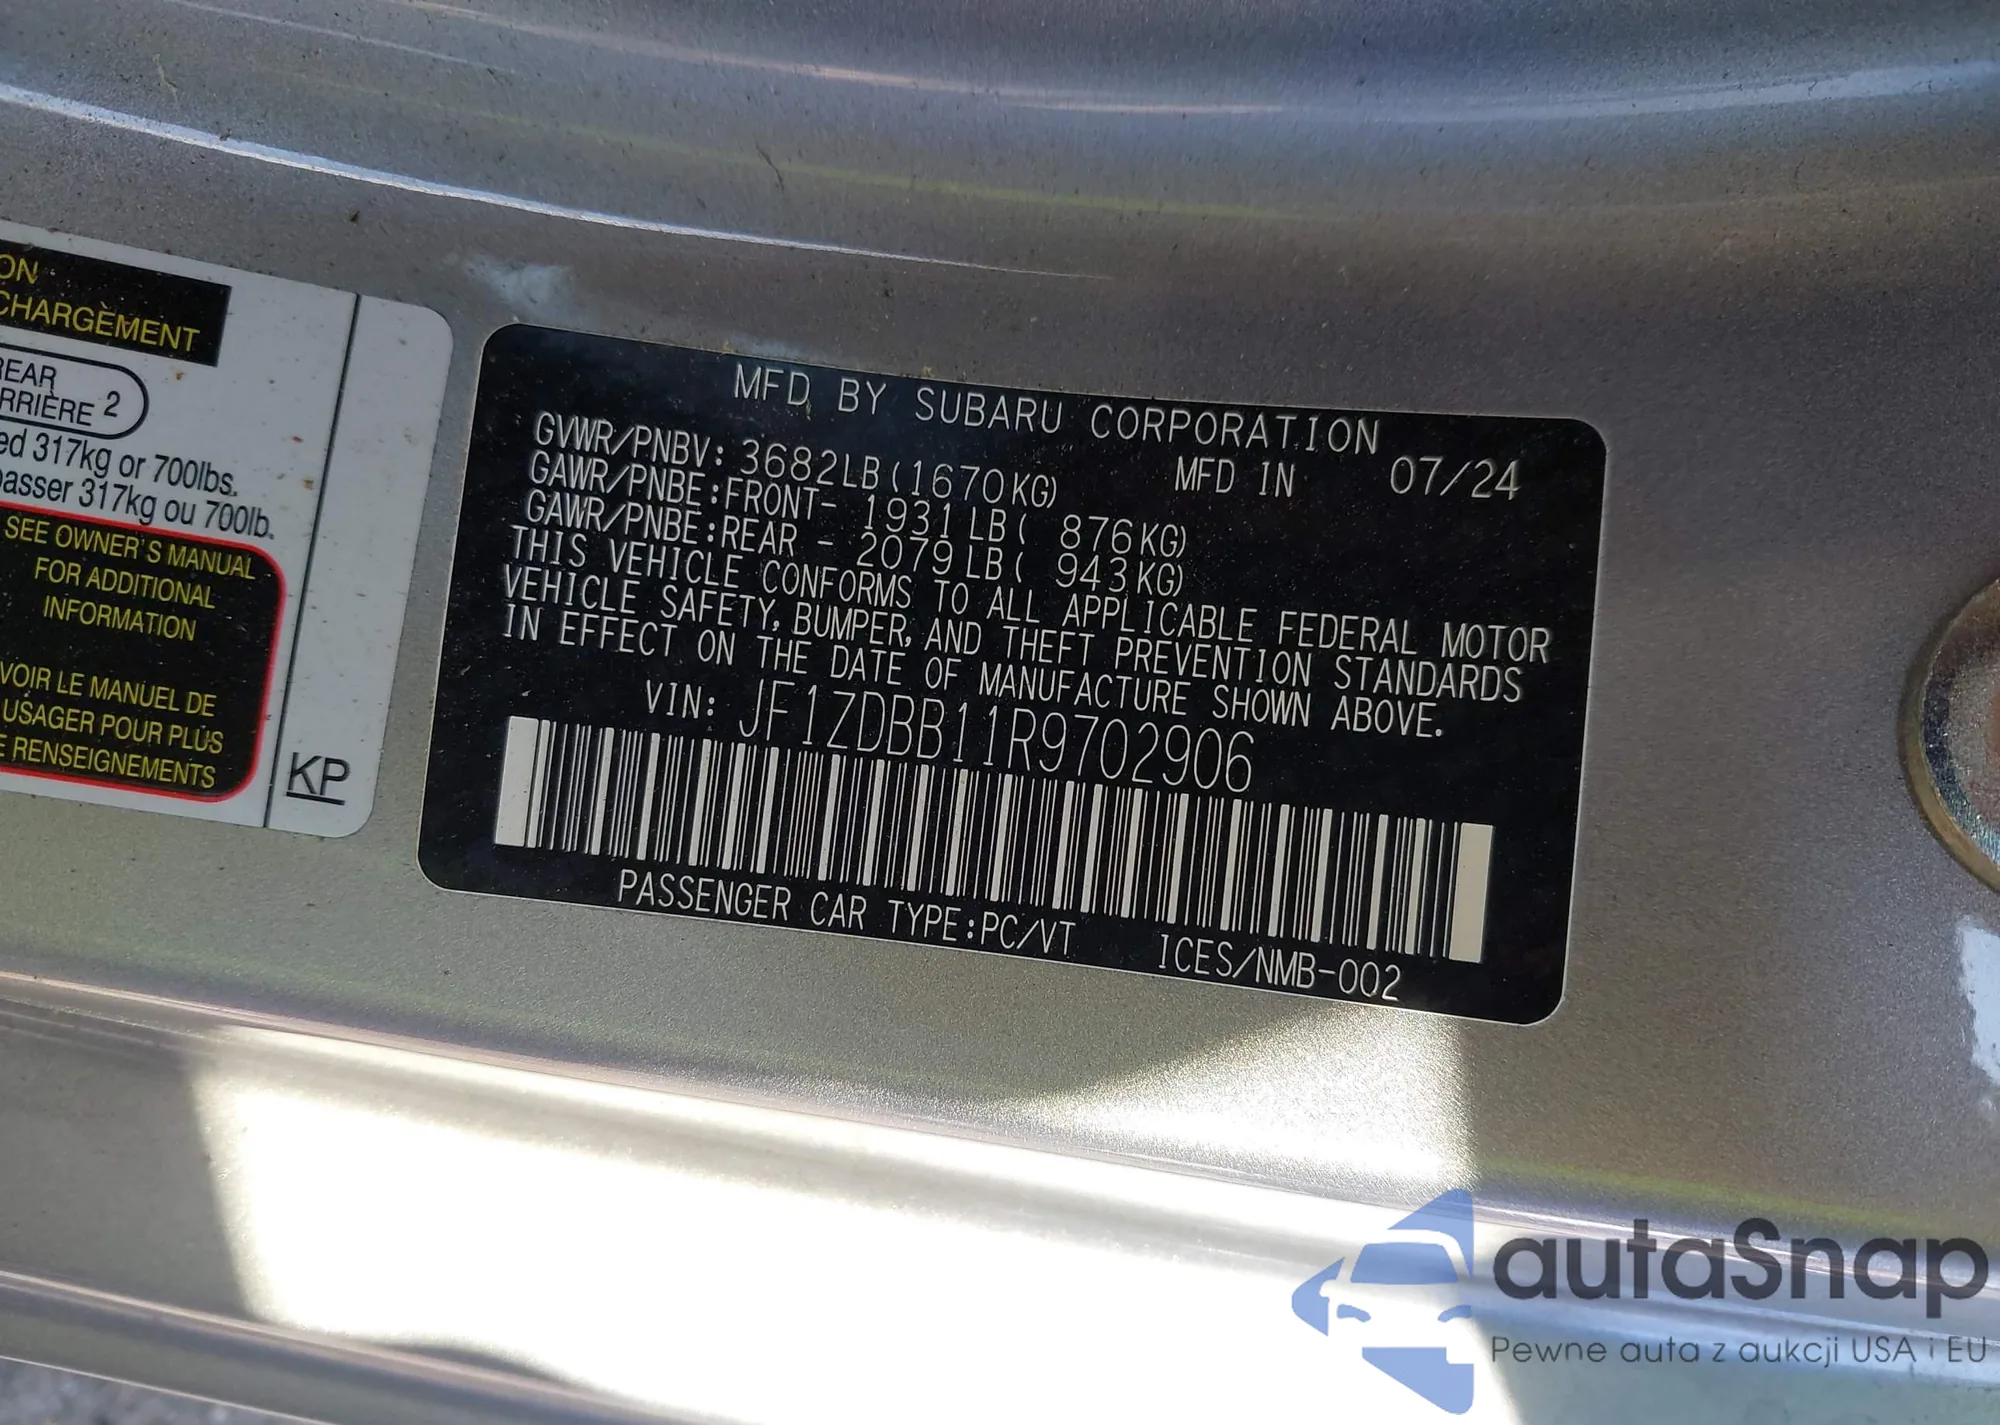 ON
CHARGEMENT
REAR
RRIÈRE 2
ed 317kg or 700lbs.
passer 317kg ou 700lb.
SEE OWNER'S MANUAL
FOR ADDITIONAL
INFORMATION
VOIR LE MANUEL DE
USAGER POUR PLUS
RENSEIGNEMENTS
KP
MFD BY SUBARU CORPORATION
GVWR/PNBV: 3682LB(1670KG) MFD IN 07/24
GAWR/PNBE:FRONT- 1931LB( 876KG)
GAWR/PNBE:REAR - 2079LB( 943KG)
THIS VEHICLE CONFORMS TO ALL APPLICABLE FEDERAL MOTOR
VEHICLE SAFETY, BUMPER, AND THEFT PREVENTION STANDARDS
IN EFFECT ON THE DATE OF MANUFACTURE SHOWN ABOVE.
VIN: JF1ZDBB11R9702906
PASSENGER CAR TYPE:PC/VT ICES/NMB-002
autaSnap
Pewne auta z aukcji USA i EU